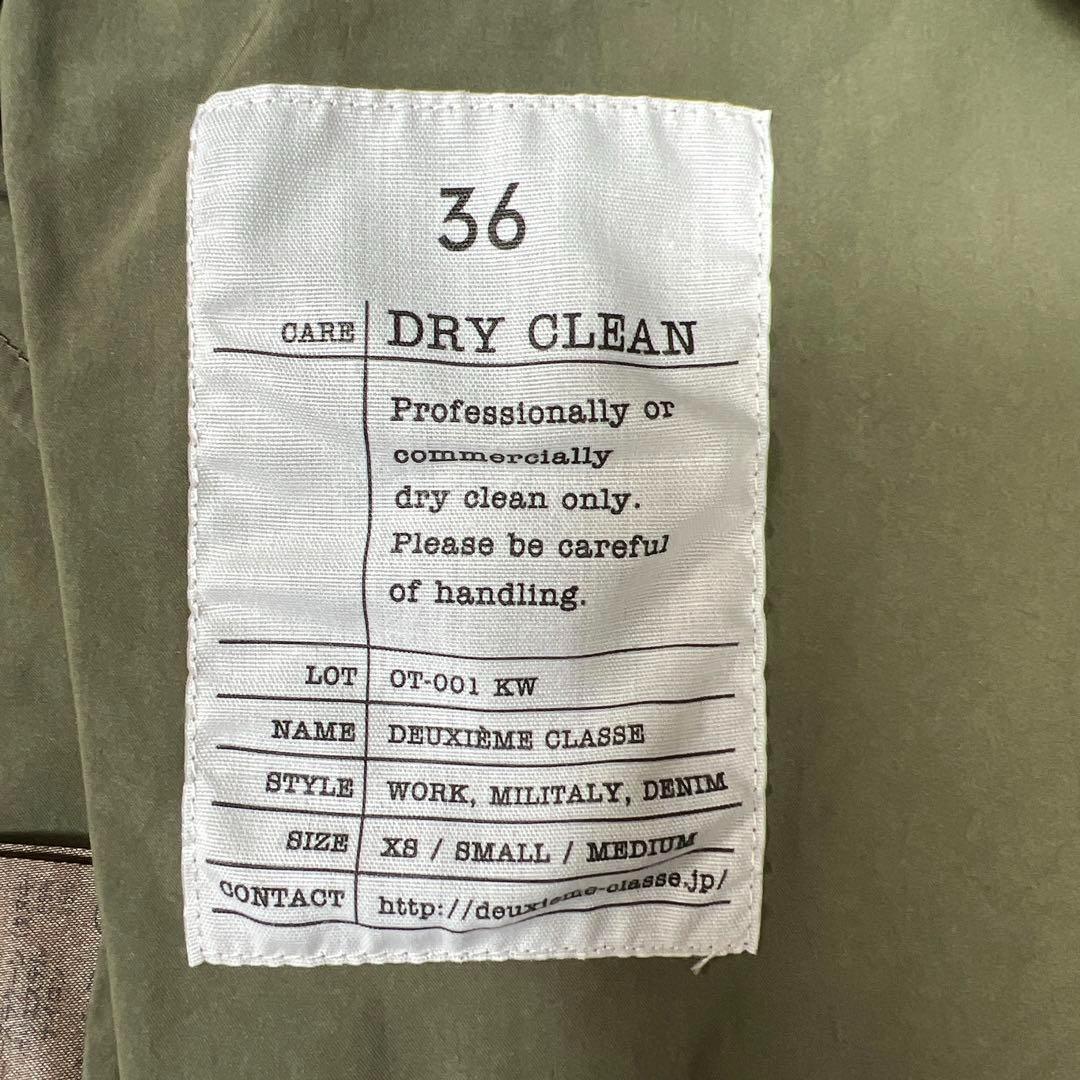 36
CARE DRY CLEAN
Professionally or
commercially
dry clean only.
Please be careful
of handling.
LOT OT-001 KW
NAME DEUXIÈME CLASSE
STYLE WORK, MILITALY, DENIM
SIZE XS / SMALL / MEDIUM
CONTACT http://deuxieme-classe.jp/